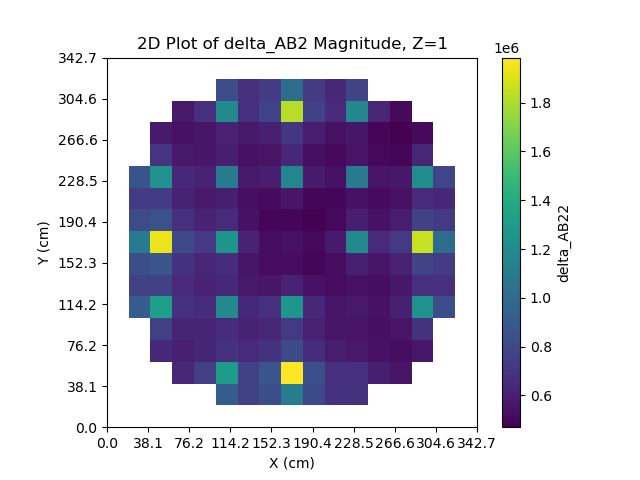 2D Plot of delta_AB2 Magnitude, Z=1
1e6
342.7
304.6
266.6
228.5
190.4
152.3
114.2
76.2
38.1
0.0
Y (cm)
0.0 38.1 76.2 114.2 152.3 190.4 228.5 266.6 304.6 342.7
X (cm)
1.8
1.6
1.4
1.2
1.0
0.8
0.6
delta_AB22